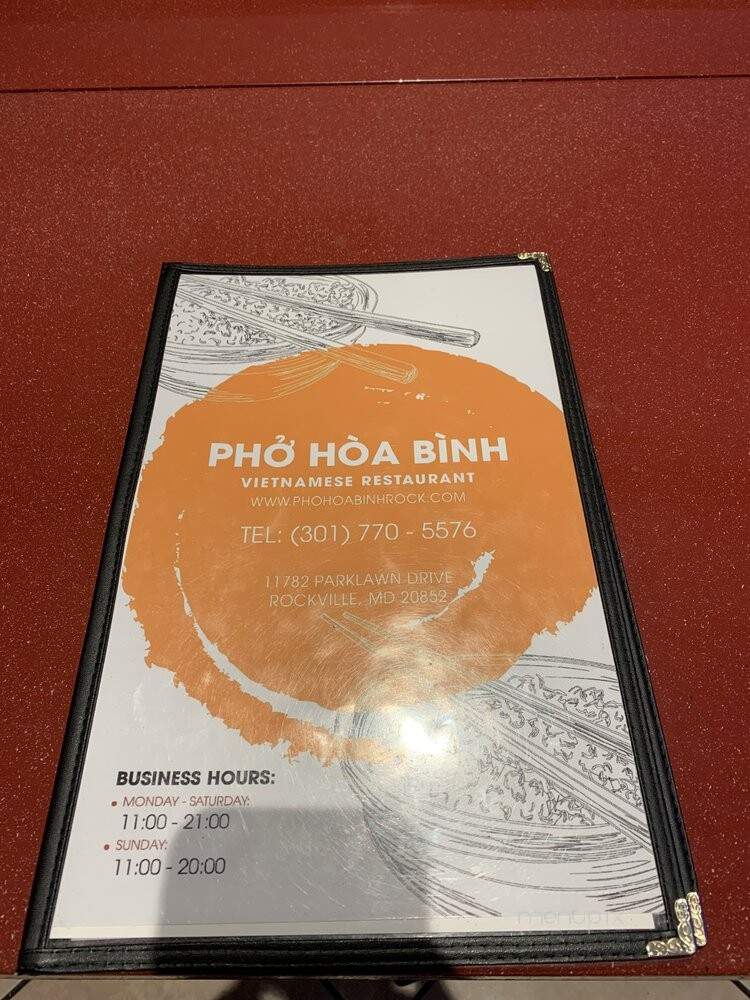 PHỞ HÒA BÌNH
VIETNAMESE RESTAURANT
WWW.PHOHOABINHROCK.COM
TEL: (301) 770 - 5576
11782 PARKLAWN DRIVE
ROCKVILLE, MD 20852
BUSINESS HOURS:
• MONDAY - SATURDAY:
11:00 - 21:00
• SUNDAY:
11:00 - 20:00